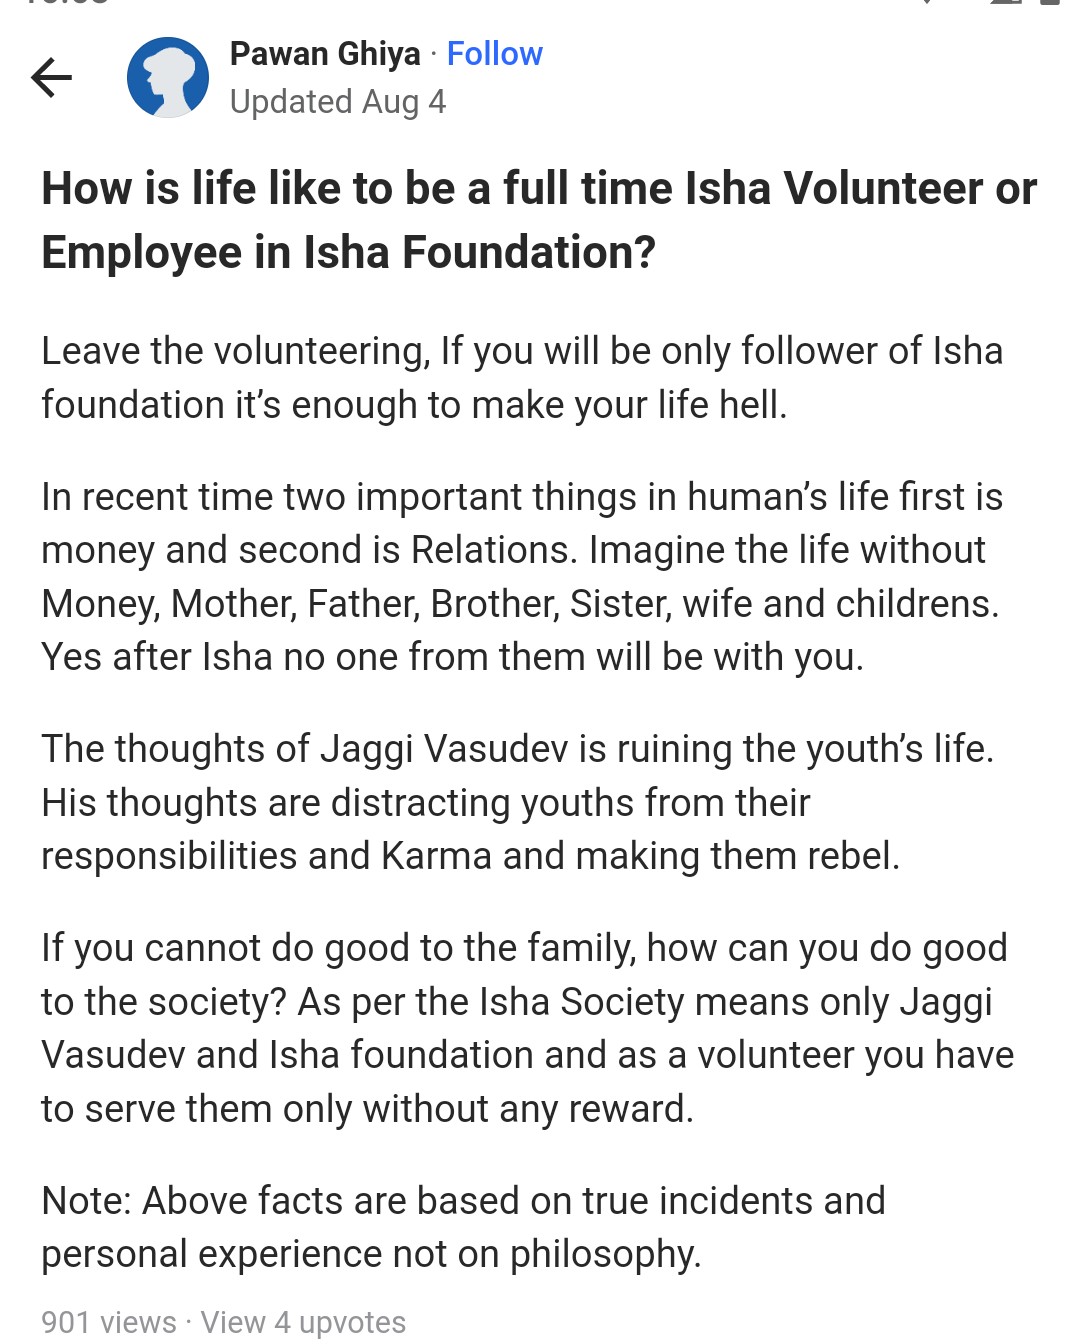 Pawan Ghiya · Follow
Updated Aug 4
How is life like to be a full time Isha Volunteer or
Employee in Isha Foundation?
Leave the volunteering, If you will be only follower of Isha
foundation it’s enough to make your life hell.
In recent time two important things in human’s life first is
money and second is Relations. Imagine the life without
Money, Mother, Father, Brother, Sister, wife and childrens.
Yes after Isha no one from them will be with you.
The thoughts of Jaggi Vasudev is ruining the youth’s life.
His thoughts are distracting youths from their
responsibilities and Karma and making them rebel.
If you cannot do good to the family, how can you do good
to the society? As per the Isha Society means only Jaggi
Vasudev and Isha foundation and as a volunteer you have
to serve them only without any reward.
Note: Above facts are based on true incidents and
personal experience not on philosophy.
901 views · View 4 upvotes